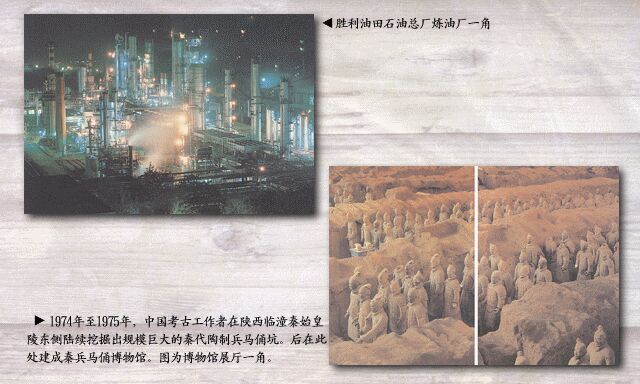 ◀ 胜利油田石油总厂炼油厂一角
▶ 1974年至1975年，中国考古工作者在陕西临潼秦始皇
陵东侧陆续挖掘出规模巨大的秦代陶制兵马俑坑。后在此
处建成秦兵马俑博物馆。图为博物馆展厅一角。